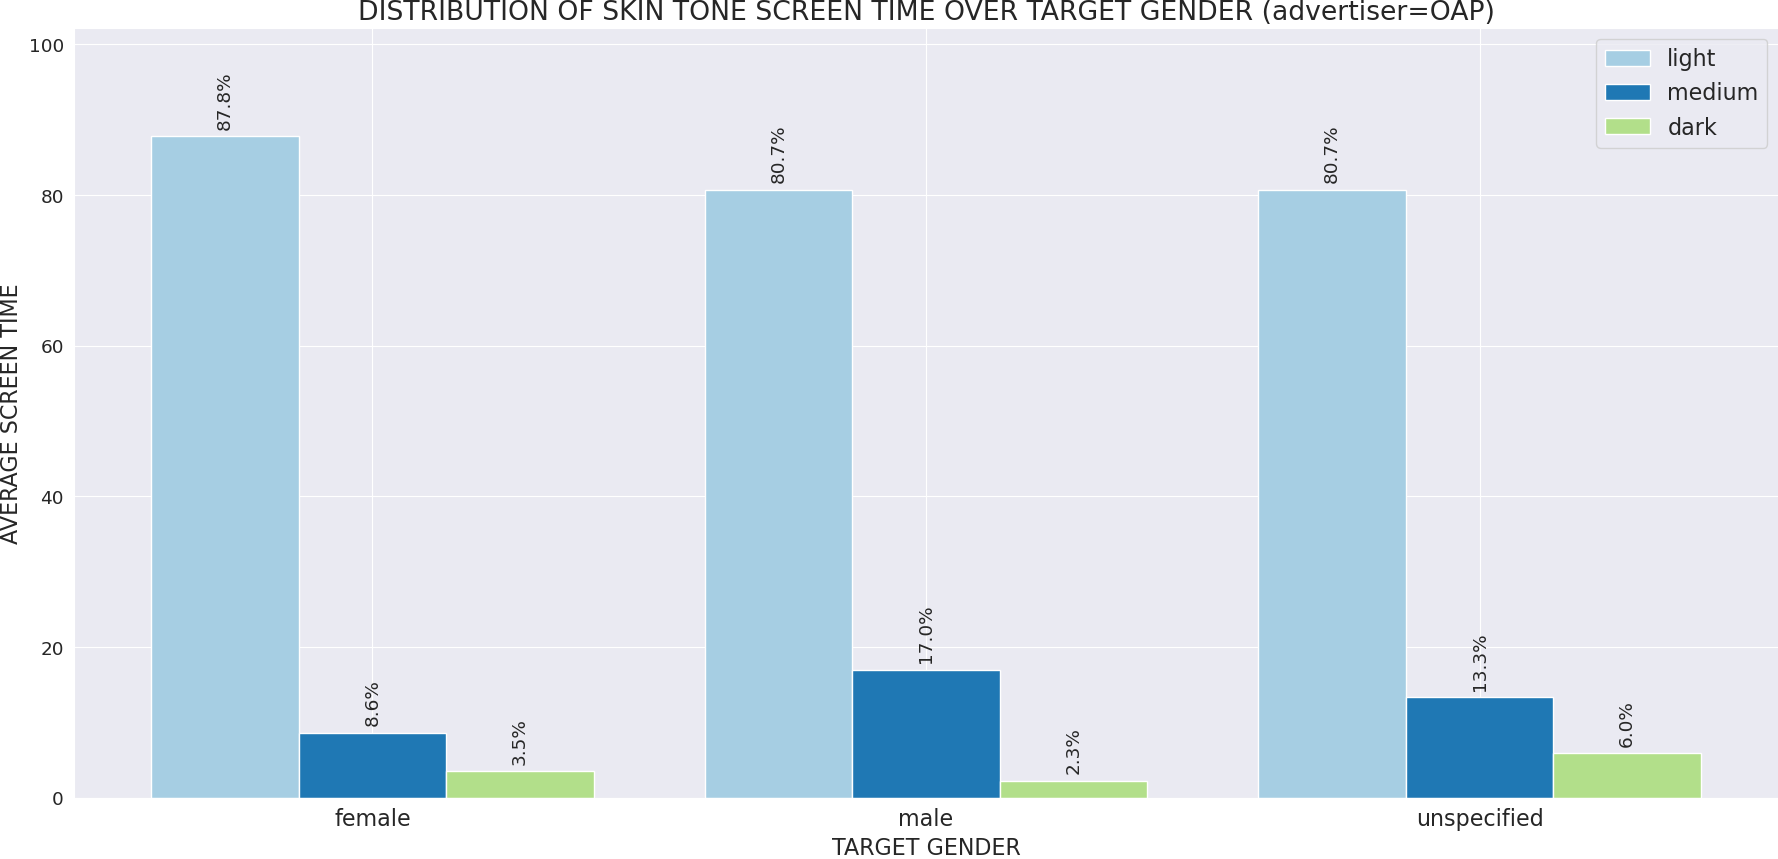 DISTRIBUTION OF SKIN TONE SCREEN TIME OVER TARGET GENDER (advertiser=OAP)
light
medium
dark
AVERAGE SCREEN TIME
100
80
60
40
20
0
87.8%
8.6%
3.5%
80.7%
17.0%
2.3%
80.7%
13.3%
6.0%
female
male
unspecified
TARGET GENDER